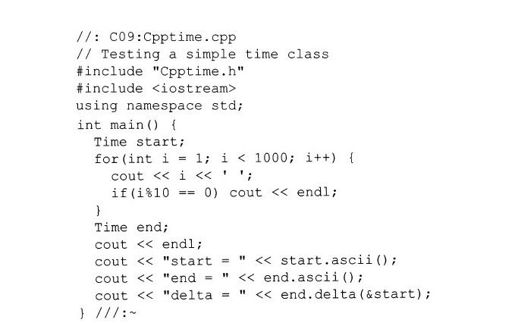 //: C09:Cpptime.cpp
// Testing a simple time class
#include "Cpptime.h"
#include <iostream>
using namespace std;
int main() {
  Time start;
  for(int i = 1; i < 1000; i++) {
    cout << i << ' ';
    if(i%10 == 0) cout << endl;
  }
  Time end;
  cout << endl;
  cout << "start = " << start.ascii();
  cout << "end = " << end.ascii();
  cout << "delta = " << end.delta(&start);
} ///:~